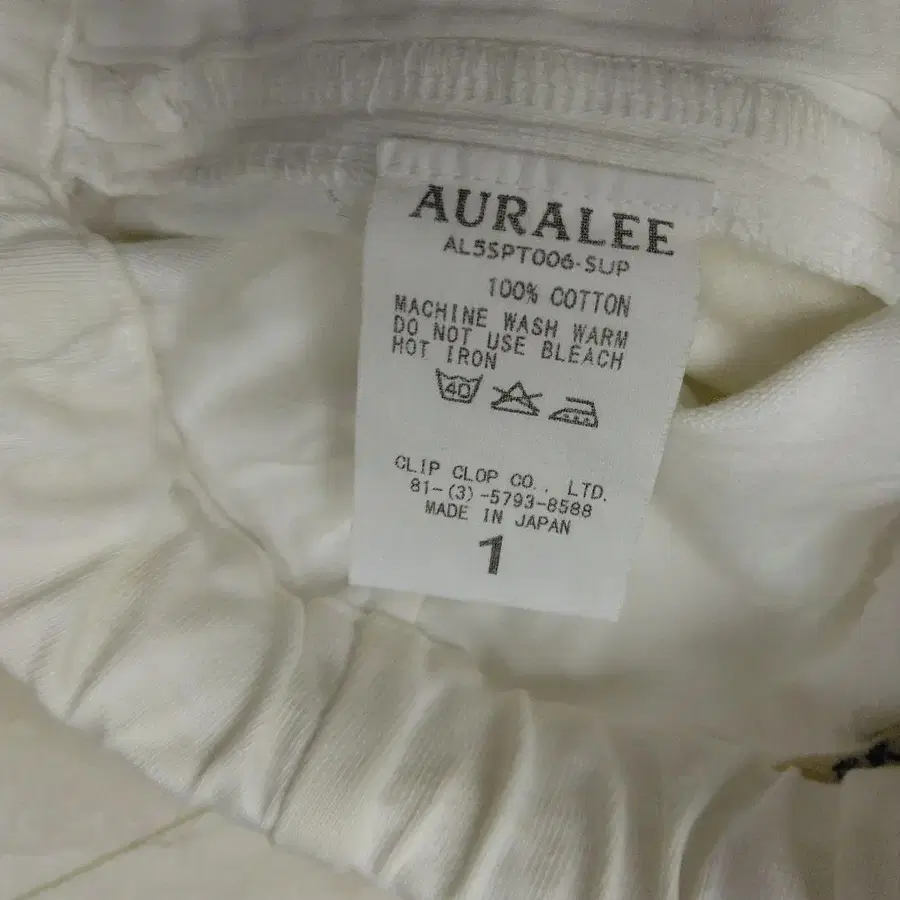 AURALEE
AL5SPT006-SUP
100% COTTON
MACHINE WASH WARM
DO NOT USE BLEACH
HOT IRON
40
CLIP CLOP CO., LTD.
81-(3)-5793-8588
MADE IN JAPAN
1